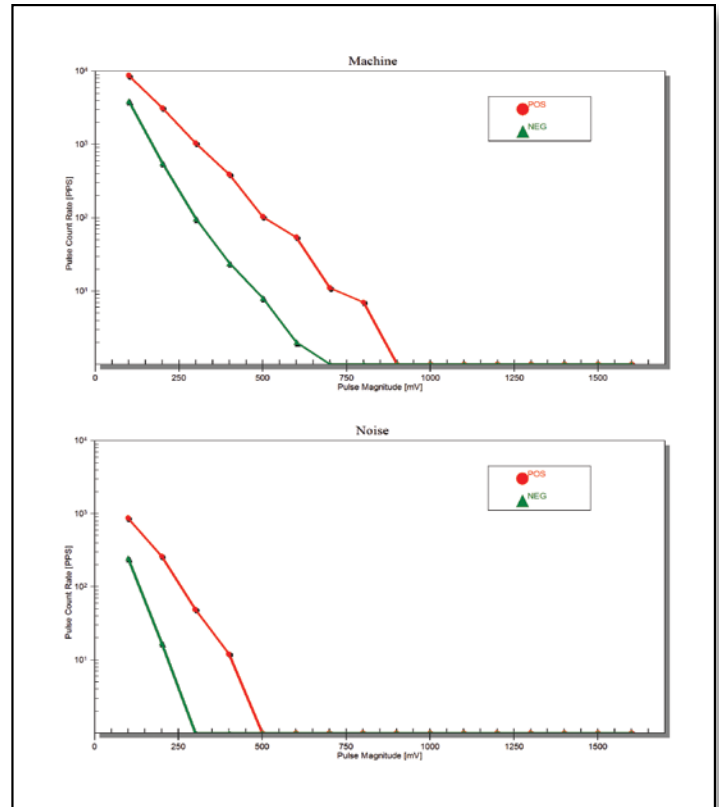 Machine
10⁴
10³
10²
10¹
Pulse Count Rate [PPS]
POS
NEG
0 250 500 750 1000 1250 1500
Pulse Magnitude [mV]
Noise
10⁴
10³
10²
10¹
Pulse Count Rate [PPS]
POS
NEG
0 250 500 750 1000 1250 1500
Pulse Magnitude [mV]